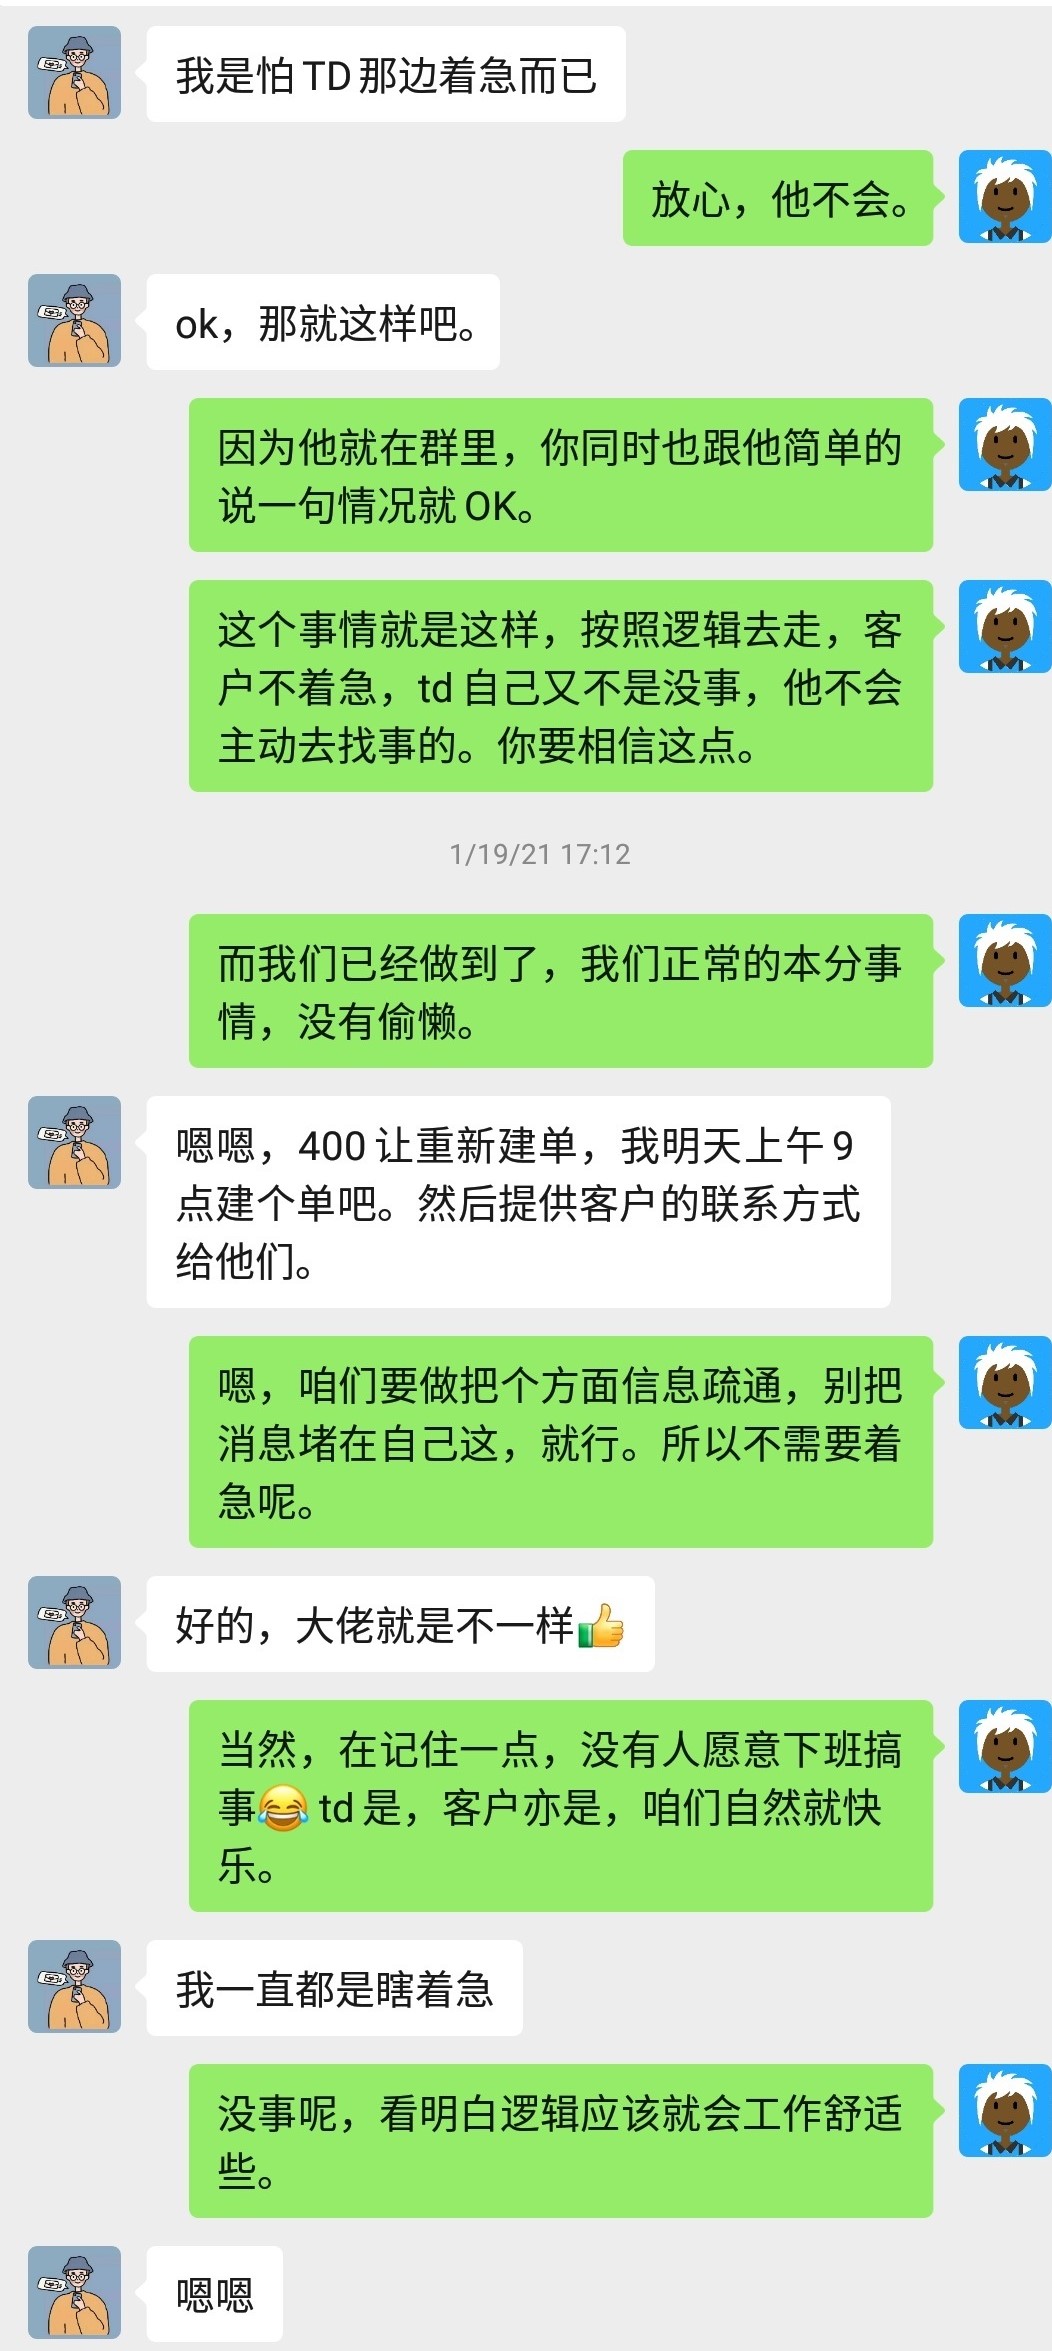 我是怕TD那边着急而已
放心，他不会。
ok，那就这样吧。
因为他就在群里，你同时也跟他简单的
说一句情况就OK。
这个事情就是这样，按照逻辑去走，客
户不着急，td自己又不是没事，他不会
主动去找事的。你要相信这点。
1/19/21 17:12
而我们已经做到了，我们正常的本分事
情，没有偷懒。
嗯嗯，400让重新建单，我明天上午9
点建个单吧。然后提供客户的联系方式
给他们。
嗯，咱们要做把个方面信息疏通，别把
消息堵在自己这，就行。所以不需要着
急呢。
好的，大佬就是不一样👍
当然，在记住一点，没有人愿意下班搞
事😂td是，客户亦是，咱们自然就快
乐。
我一直都是瞎着急
没事呢，看明白逻辑应该就会工作舒适
些。
嗯嗯